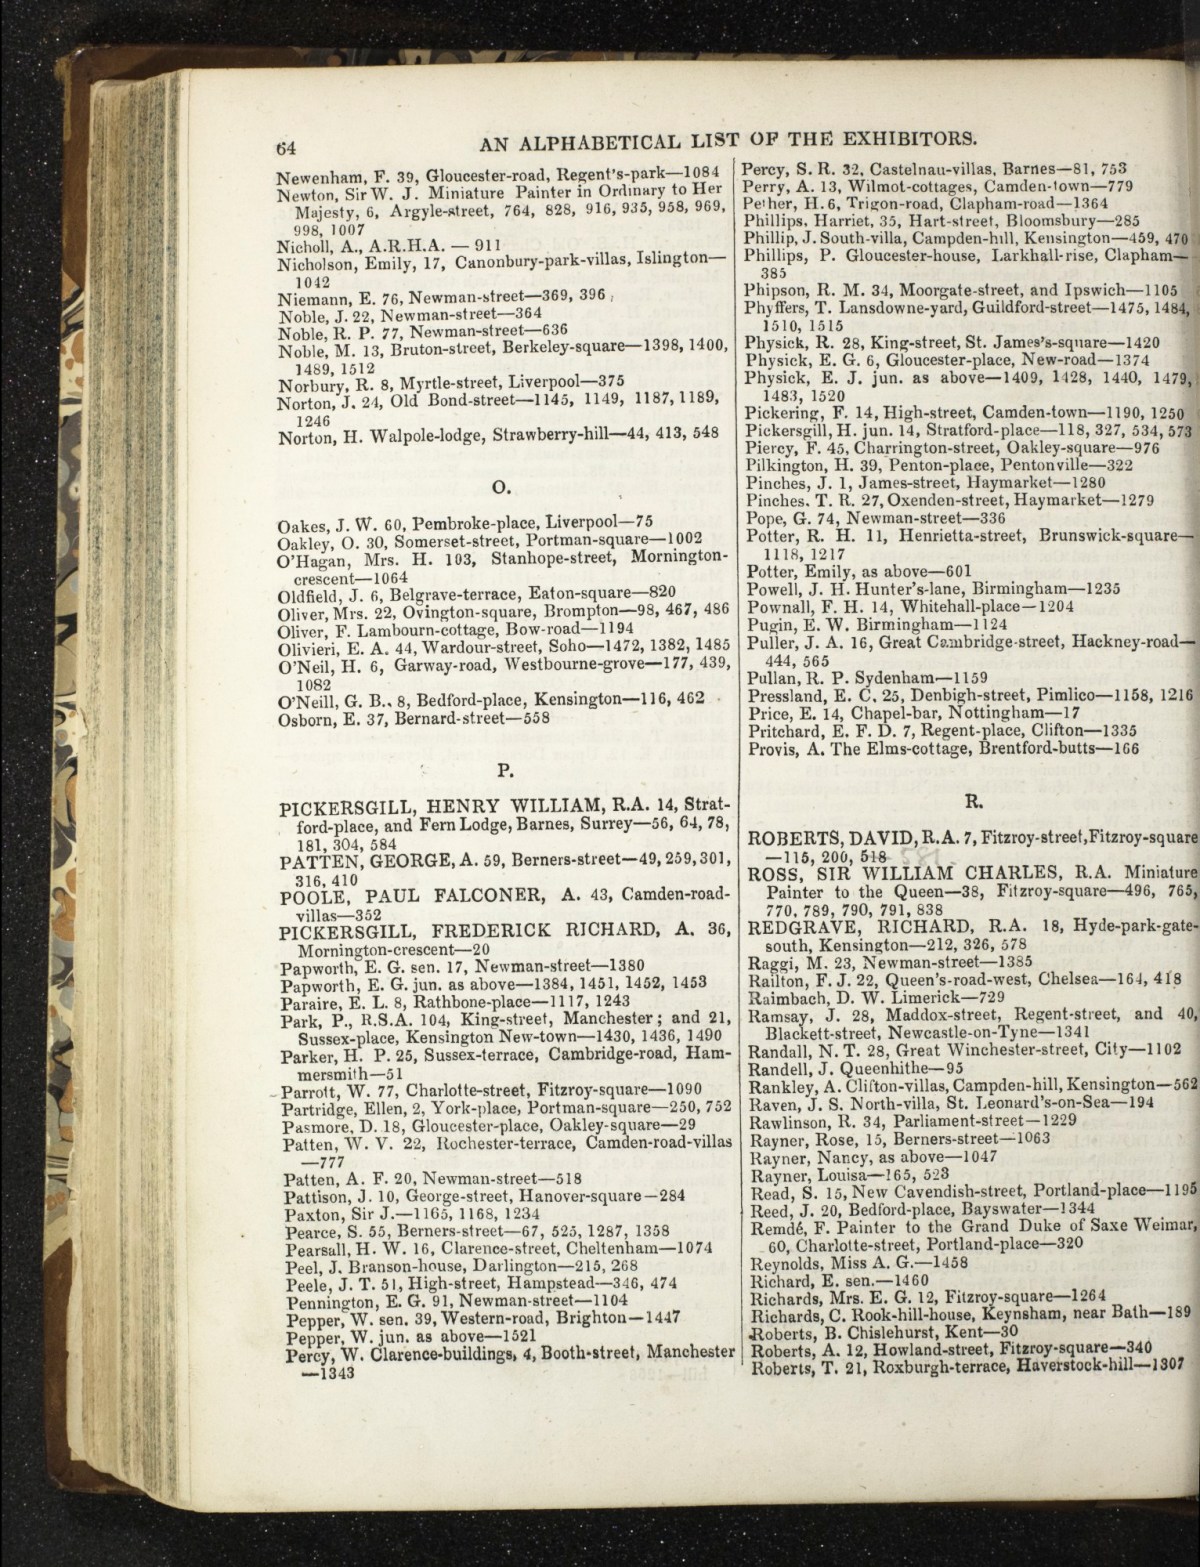 64
AN ALPHABETICAL LIST OF THE EXHIBITORS.
Newenham, F. 39, Gloucester-road, Regent's-park—1084
Newton, Sir W. J. Miniature Painter in Ordinary to Her
Majesty, 6, Argyle-street, 764, 828, 916, 935, 958, 969,
998, 1007
Nicholl, A., A.R.H.A. — 911
Nicholson, Emily, 17, Canonbury-park-villas, Islington—
1042
Niemann, E. 76, Newman-street—369, 396
Noble, J. 22, Newman-street—364
Noble, R. P. 77, Newman-street—636
Noble, M. 13, Bruton-street, Berkeley-square—1398, 1400,
1489, 1512
Norbury, R. 8, Myrtle-street, Liverpool—375
Norton, J. 24, Old Bond-street—1145, 1149, 1187, 1189,
1246
Norton, H. Walpole-lodge, Strawberry-hill—44, 413, 548
O.
Oakes, J. W. 60, Pembroke-place, Liverpool—75
Oakley, O. 30, Somerset-street, Portman-square—1002
O'Hagan, Mrs. H. 103, Stanhope-street, Mornington-
crescent—1064
Oldfield, J. 6, Belgrave-terrace, Eaton-square—820
Oliver, Mrs. 22, Ovington-square, Brompton—98, 467, 486
Oliver, F. Lambourn-cottage, Bow-road—1194
Olivieri, E. A. 44, Wardour-street, Soho—1472, 1382, 1485
O'Neil, H. 6, Garway-road, Westbourne-grove—177, 439,
1082
O'Neill, G. B., 8, Bedford-place, Kensington—116, 462
Osborn, E. 37, Bernard-street—558
P.
PICKERSGILL, HENRY WILLIAM, R.A. 14, Strat-
ford-place, and Fern Lodge, Barnes, Surrey—56, 64, 78,
181, 304, 584
PATTEN, GEORGE, A. 59, Berners-street—49, 259, 301,
316, 410
POOLE, PAUL FALCONER, A. 43, Camden-road-
villas—352
PICKERSGILL, FREDERICK RICHARD, A. 36,
Mornington-crescent—20
Papworth, E. G. sen. 17, Newman-street—1380
Papworth, E. G. jun. as above—1384, 1451, 1452, 1453
Paraire, E. L. 8, Rathbone-place—1117, 1243
Park, P., R.S.A. 104, King-street, Manchester; and 21,
Sussex-place, Kensington New-town—1430, 1436, 1490
Parker, H. P. 25, Sussex-terrace, Cambridge-road, Ham-
mersmith—51
Parrott, W. 77, Charlotte-street, Fitzroy-square—1090
Partridge, Ellen, 2, York-place, Portman-square—250, 752
Pasmore, D. 18, Gloucester-place, Oakley-square—29
Patten, W. V. 22, Rochester-terrace, Camden-road-villas
—777
Patten, A. F. 20, Newman-street—518
Pattison, J. 10, George-street, Hanover-square—284
Paxton, Sir J.—1165, 1168, 1234
Pearce, S. 55, Berners-street—67, 525, 1287, 1358
Pearsall, H. W. 16, Clarence-street, Cheltenham—1074
Peel, J. Branson-house, Darlington—215, 268
Peele, J. T. 51, High-street, Hampstead—346, 474
Pennington, E. G. 91, Newman-street—1104
Pepper, W. sen. 39, Western-road, Brighton—1447
Pepper, W. jun. as above—1521
Percy, W. Clarence-buildings, 4, Booth-street, Manchester
—1343
Percy, S. R. 32, Castelnau-villas, Barnes—81, 753
Perry, A. 13, Wilmot-cottages, Camden-town—779
Pether, H. 6, Trigon-road, Clapham-road—1364
Phillips, Harriet, 35, Hart-street, Bloomsbury—285
Phillip, J. South-villa, Campden-hill, Kensington—459, 470
Phillips, P. Gloucester-house, Larkhall-rise, Clapham—
385
Phipson, R. M. 34, Moorgate-street, and Ipswich—1105
Phyffers, T. Lansdowne-yard, Guildford-street—1475, 1484,
1510, 1515
Physick, R. 28, King-street, St. James's-square—1420
Physick, E. G. 6, Gloucester-place, New-road—1374
Physick, E. J. jun. as above—1409, 1428, 1440, 1479,
1483, 1520
Pickering, F. 14, High-street, Camden-town—1190, 1250
Pickersgill, H. jun. 14, Stratford-place—118, 327, 534, 573
Piercy, F. 45, Charrington-street, Oakley-square—976
Pilkington, H. 39, Penton-place, Pentonville—322
Pinches, J. 1, James-street, Haymarket—1280
Pinches, T. R. 27, Oxenden-street, Haymarket—1279
Pope, G. 74, Newman-street—336
Potter, R. H. 11, Henrietta-street, Brunswick-square—
1118, 1217
Potter, Emily, as above—601
Powell, J. H. Hunter's-lane, Birmingham—1235
Pownall, F. H. 14, Whitehall-place—1204
Pugin, E. W. Birmingham—1124
Puller, J. A. 16, Great Cambridge-street, Hackney-road—
444, 565
Pullan, R. P. Sydenham—1159
Pressland, E. C. 25, Denbigh-street, Pimlico—1158, 1216
Price, E. 14, Chapel-bar, Nottingham—17
Pritchard, E. F. D. 7, Regent-place, Clifton—1335
Provis, A. The Elms-cottage, Brentford-butts—166
R.
ROBERTS, DAVID, R.A. 7, Fitzroy-street, Fitzroy-square
—115, 200, 518
ROSS, SIR WILLIAM CHARLES, R.A. Miniature
Painter to the Queen—38, Fitzroy-square—496, 765,
770, 789, 790, 791, 838
REDGRAVE, RICHARD, R.A. 18, Hyde-park-gate-
south, Kensington—212, 326, 578
Raggi, M. 23, Newman-street—1385
Railton, F. J. 22, Queen's-road-west, Chelsea—164, 418
Raimbach, D. W. Limerick—729
Ramsay, J. 28, Maddox-street, Regent-street, and 40,
Blackett-street, Newcastle-on-Tyne—1341
Randall, N. T. 28, Great Winchester-street, City—1102
Randell, J. Queenhithe—95
Rankley, A. Clifton-villas, Campden-hill, Kensington—562
Raven, J. S. North-villa, St. Leonard's-on-Sea—194
Rawlinson, R. 34, Parliament-street—1229
Rayner, Rose, 15, Berners-street—1063
Rayner, Nancy, as above—1047
Rayner, Louisa—165, 523
Read, S. 15, New Cavendish-street, Portland-place—1195
Reed, J. 20, Bedford-place, Bayswater—1344
Remdé, F. Painter to the Grand Duke of Saxe Weimar,
60, Charlotte-street, Portland-place—320
Reynolds, Miss A. G.—1458
Richard, E. sen.—1460
Richards, Mrs. E. G. 12, Fitzroy-square—1264
Richards, C. Rook-hill-house, Keynsham, near Bath—189
Roberts, B. Chislehurst, Kent—30
Roberts, A. 12, Howland-street, Fitzroy-square—340
Roberts, T. 21, Roxburgh-terrace, Haverstock-hill—1307